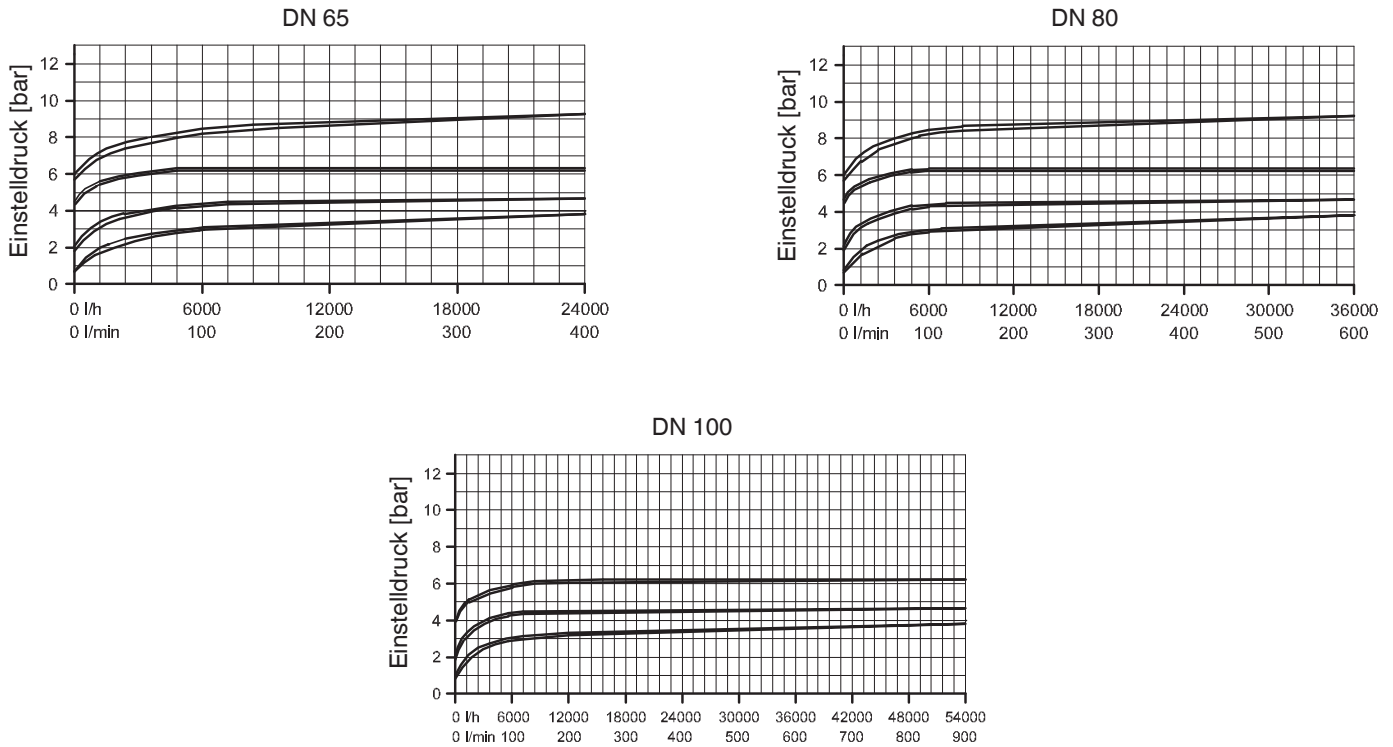 DN 65
Einstelldruck [bar]
12
10
8
6
4
2
0
0 l/h 6000 12000 18000 24000
0 l/min 100 200 300 400
DN 80
Einstelldruck [bar]
12
10
8
6
4
2
0
0 l/h 6000 12000 18000 24000 30000 36000
0 l/min 100 200 300 400 500 600
DN 100
Einstelldruck [bar]
12
10
8
6
4
2
0
0 l/h 6000 12000 18000 24000 30000 36000 42000 48000 54000
0 l/min 100 200 300 400 500 600 700 800 900